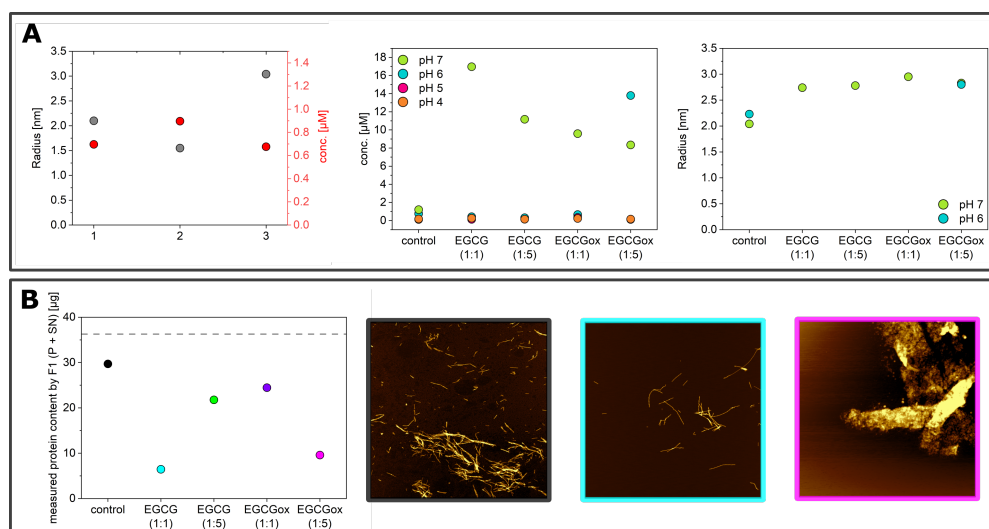 A
3.5
3.0
2.5
2.0
1.5
1.0
0.5
0.0
Radius [nm]
1.4
1.2
1.0
0.8
0.6
0.4
0.2
0.0
conc. [µM]
1
2
3
18
16
14
12
10
8
6
4
2
0
conc. [µM]
pH 7
pH 6
pH 5
pH 4
control
EGCG
(1:1)
EGCG
(1:5)
EGCGox
(1:1)
EGCGox
(1:5)
3.5
3.0
2.5
2.0
1.5
1.0
0.5
0.0
Radius [nm]
pH 7
pH 6
control
EGCG
(1:1)
EGCG
(1:5)
EGCGox
(1:1)
EGCGox
(1:5)
B
measured protein content by F1 (P + SN) [µg]
40
30
20
10
0
control
EGCG
(1:1)
EGCG
(1:5)
EGCGox
(1:1)
EGCGox
(1:5)